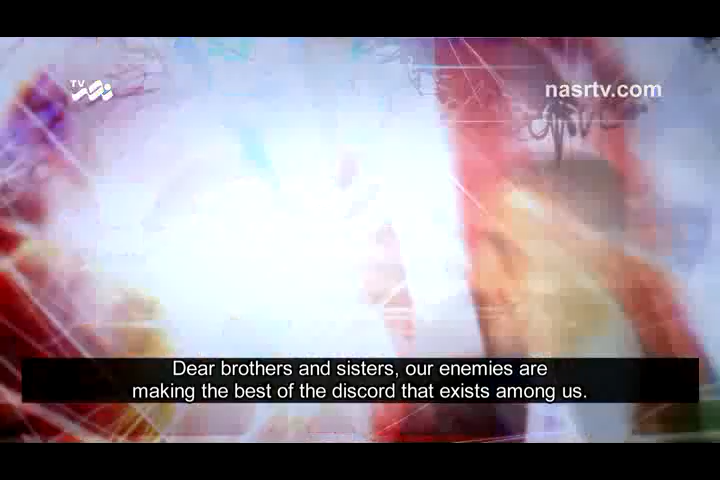 TV
nasrtv.com
Dear brothers and sisters, our enemies are
making the best of the discord that exists among us.